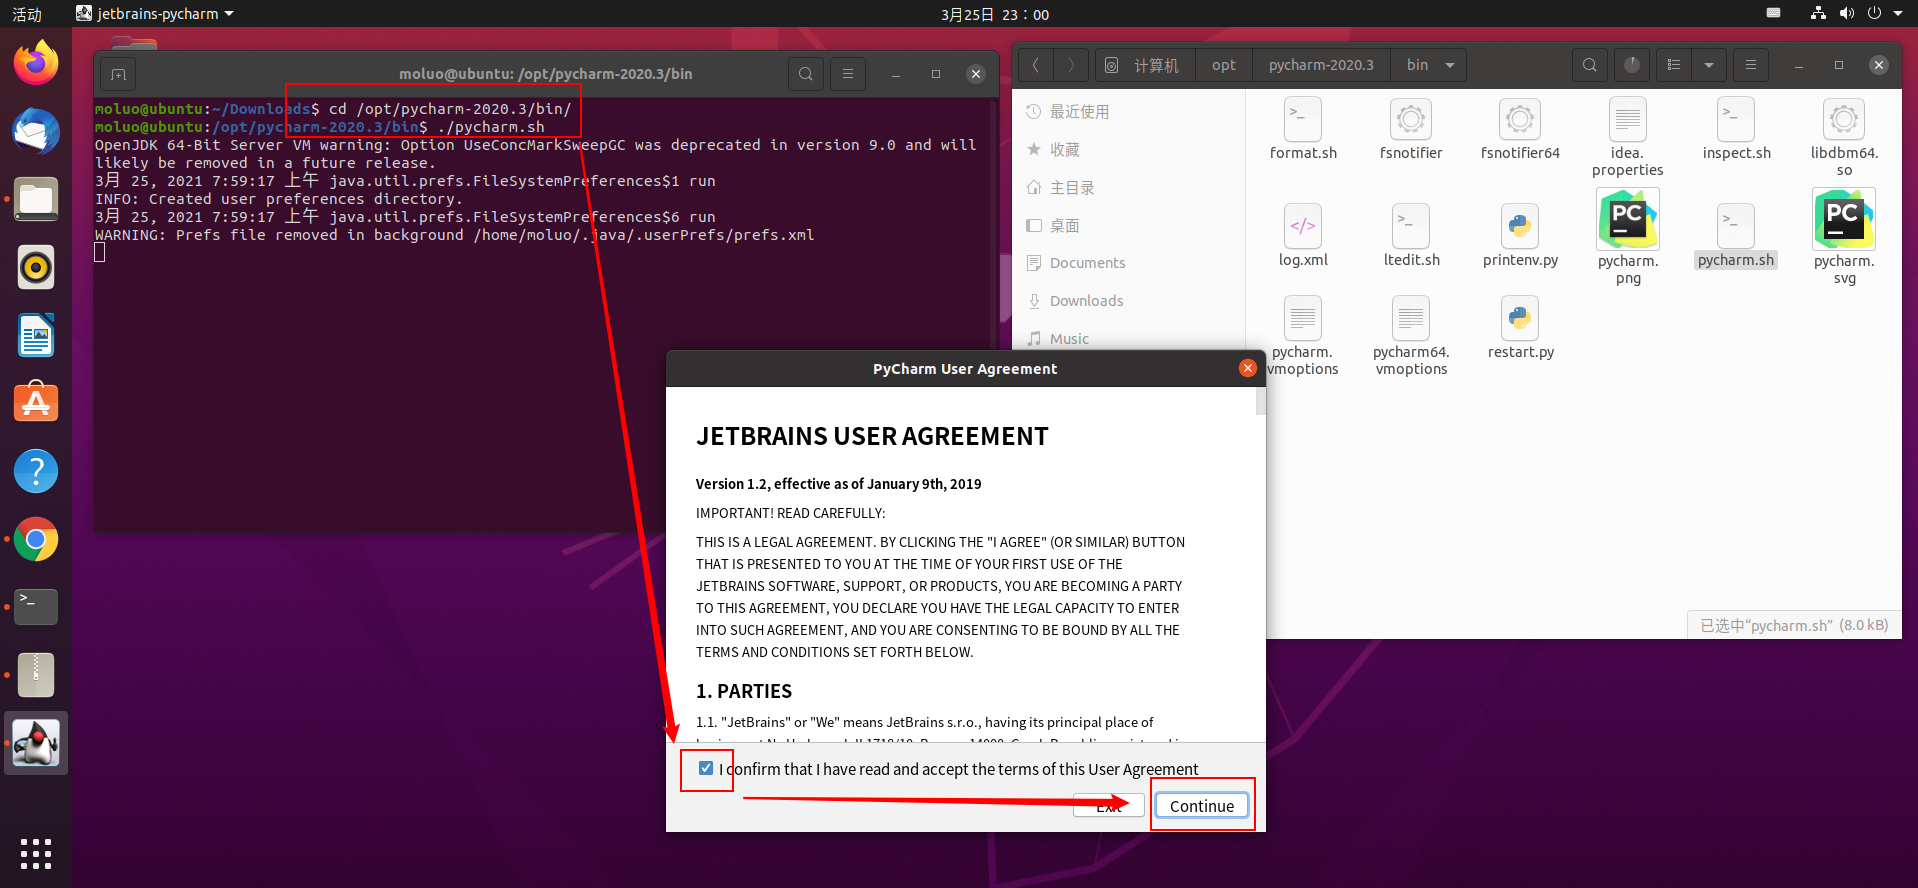 活动
jetbrains-pycharm
3月25日 23：00
moluo@ubuntu: /opt/pycharm-2020.3/bin
moluo@ubuntu:~/Downloads$ cd /opt/pycharm-2020.3/bin/
moluo@ubuntu:/opt/pycharm-2020.3/bin$ ./pycharm.sh
OpenJDK 64-Bit Server VM warning: Option UseConcMarkSweepGC was deprecated in version 9.0 and will
likely be removed in a future release.
3月 25, 2021 7:59:17 上午 java.util.prefs.FileSystemPreferences$1 run
INFO: Created user preferences directory.
3月 25, 2021 7:59:17 上午 java.util.prefs.FileSystemPreferences$6 run
WARNING: Prefs file removed in background /home/moluo/.java/.userPrefs/prefs.xml
计算机 opt pycharm-2020.3 bin
最近使用
收藏
主目录
桌面
Documents
Downloads
Music
format.sh
fsnotifier
fsnotifier64
idea.
properties
inspect.sh
libdbm64.
so
log.xml
ltedit.sh
printenv.py
PC
pycharm.
png
pycharm.sh
PC
pycharm.
svg
pycharm.
vmoptions
pycharm64.
vmoptions
restart.py
已选中“pycharm.sh” (8.0 kB)
PyCharm User Agreement
JETBRAINS USER AGREEMENT
Version 1.2, effective as of January 9th, 2019
IMPORTANT! READ CAREFULLY:
THIS IS A LEGAL AGREEMENT. BY CLICKING THE "I AGREE" (OR SIMILAR) BUTTON
THAT IS PRESENTED TO YOU AT THE TIME OF YOUR FIRST USE OF THE
JETBRAINS SOFTWARE, SUPPORT, OR PRODUCTS, YOU ARE BECOMING A PARTY
TO THIS AGREEMENT, YOU DECLARE YOU HAVE THE LEGAL CAPACITY TO ENTER
INTO SUCH AGREEMENT, AND YOU ARE CONSENTING TO BE BOUND BY ALL THE
TERMS AND CONDITIONS SET FORTH BELOW.
1. PARTIES
1.1. "JetBrains" or "We" means JetBrains s.r.o., having its principal place of
I confirm that I have read and accept the terms of this User Agreement
Exit
Continue